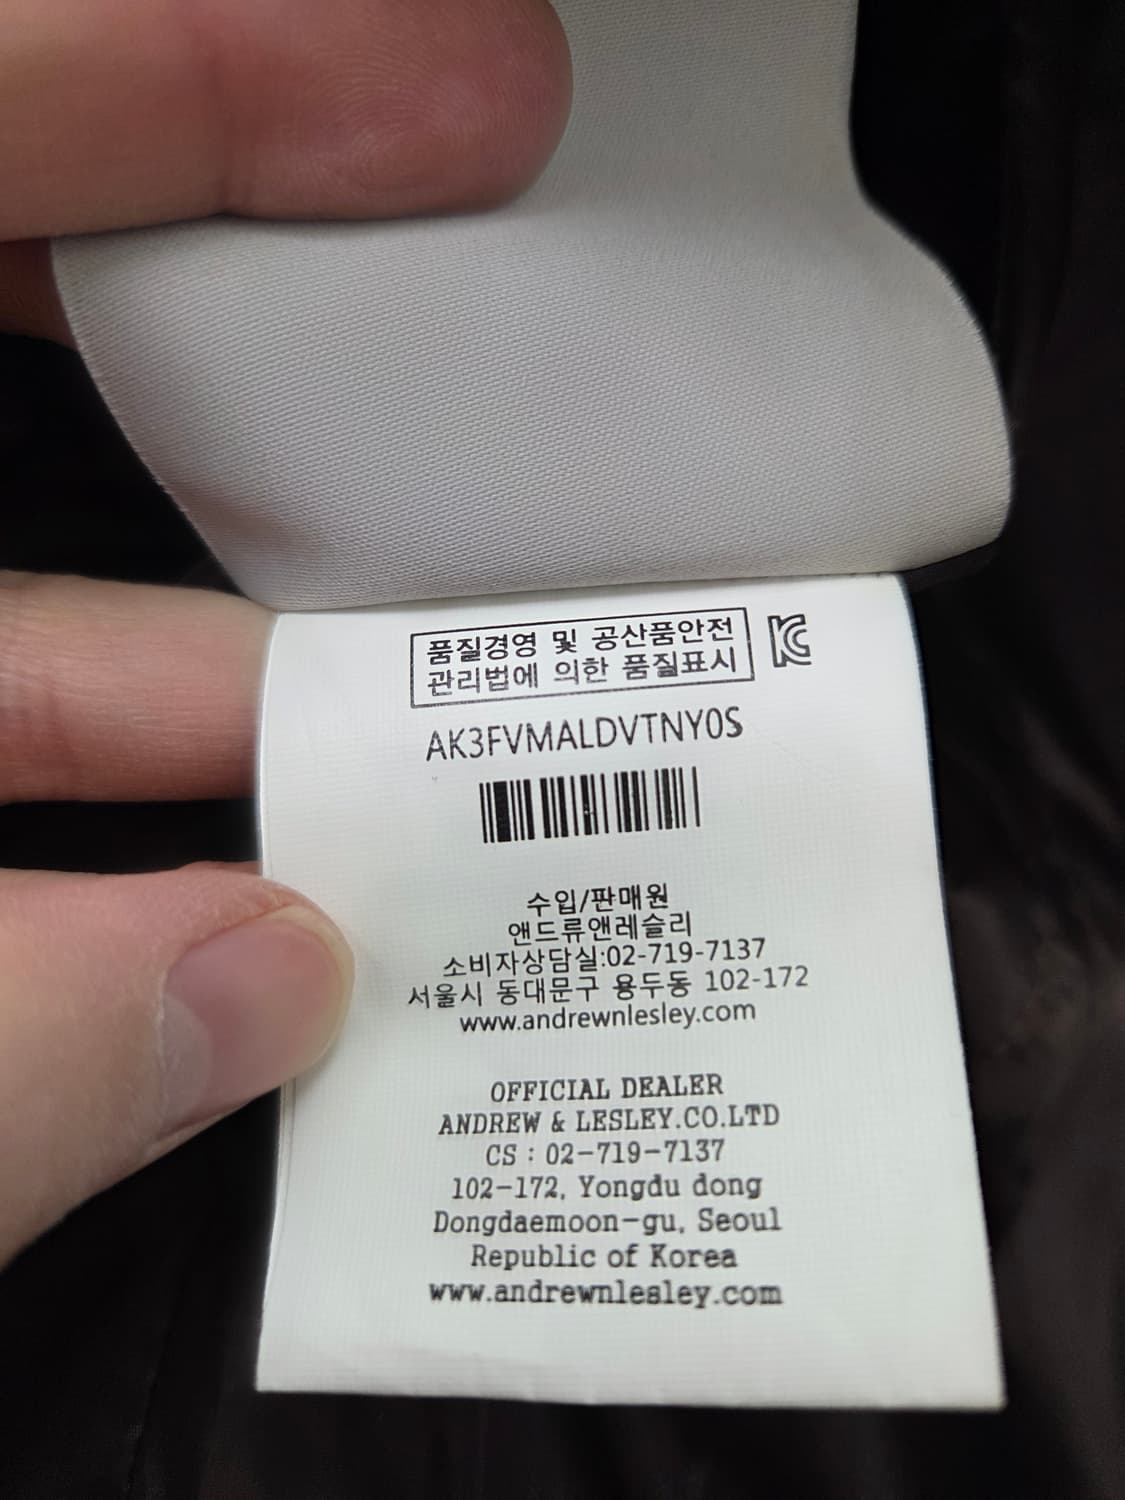 품질경영 및 공산품안전
관리법에 의한 품질표시
AK3FVMALDVTNY0S
수입/판매원
앤드류앤레슬리
소비자상담실:02-719-7137
서울시 동대문구 용두동 102-172
www.andrewnlesley.com
OFFICIAL DEALER
ANDREW & LESLEY.CO.LTD
CS : 02-719-7137
102-172, Yongdu dong
Dongdaemoon-gu, Seoul
Republic of Korea
www.andrewnlesley.com